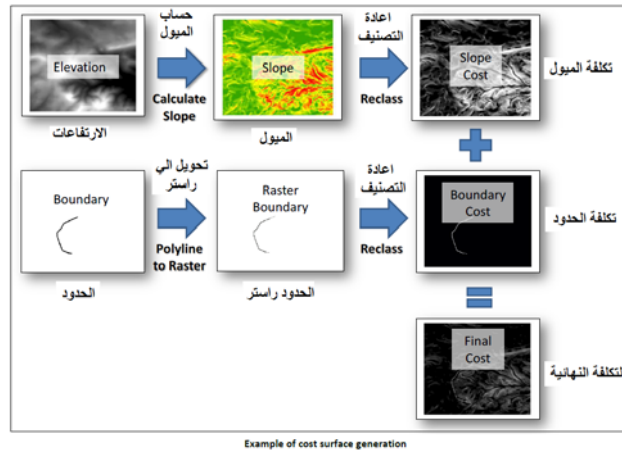 حساب
الميول
اعادة
التصنيف
Elevation
Slope
Slope
Cost
تكلفة الميول
Calculate
Slope
Reclass
الارتفاعات
الميول
تحويل الي
راستر
اعادة
التصنيف
Boundary
Raster
Boundary
Boundary
Cost
تكلفة الحدود
Polyline
to Raster
Reclass
الحدود
الحدود راستر
Final
Cost
لتكلفة النهائية
Example of cost surface generation